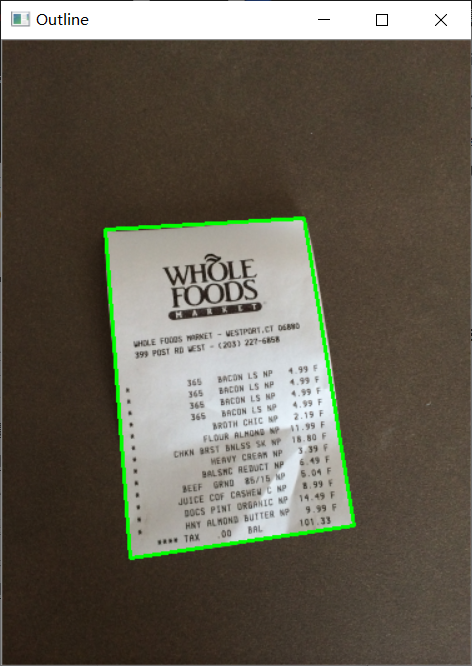 Outline
WHOLE
FOODS
MARKET
WHOLE FOODS MARKET - WESTPORT,CT 06880
399 POST RD WEST - (203) 227-6858
365 BACON LS NP 4.99 F
365 BACON LS NP 4.99 F
365 BACON LS NP 4.99 F
365 BACON LS NP 4.99 F
BROTH CHIC NP 2.19 F
FLOUR ALMOND NP 11.99 F
CHKN BRST BNLSS SK NP 18.80 F
HEAVY CREAM NP 3.39 F
BALSMC REDUCT NP 6.49 F
BEEF GRND 85/15 NP 5.04 F
JUICE COF CASHEW C NP 8.99 F
DOCS PINT ORGANIC NP 14.49 F
HNY ALMOND BUTTER NP 9.99 F
**** TAX .00 BAL 101.33